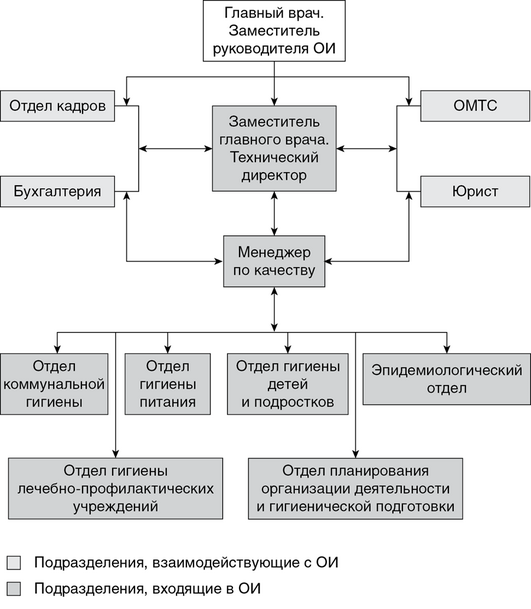 Главный врач.
Заместитель
руководителя ОИ
Отдел кадров
Заместитель
главного врача.
Технический
директор
ОМТС
Бухгалтерия
Юрист
Менеджер
по качеству
Отдел
коммунальной
гигиены
Отдел
гигиены
питания
Отдел гигиены
детей
и подростков
Эпидемиологический
отдел
Отдел гигиены
лечебно-профилактических
учреждений
Отдел планирования
организации деятельности
и гигиенической подготовки
Подразделения, взаимодействующие с ОИ
Подразделения, входящие в ОИ